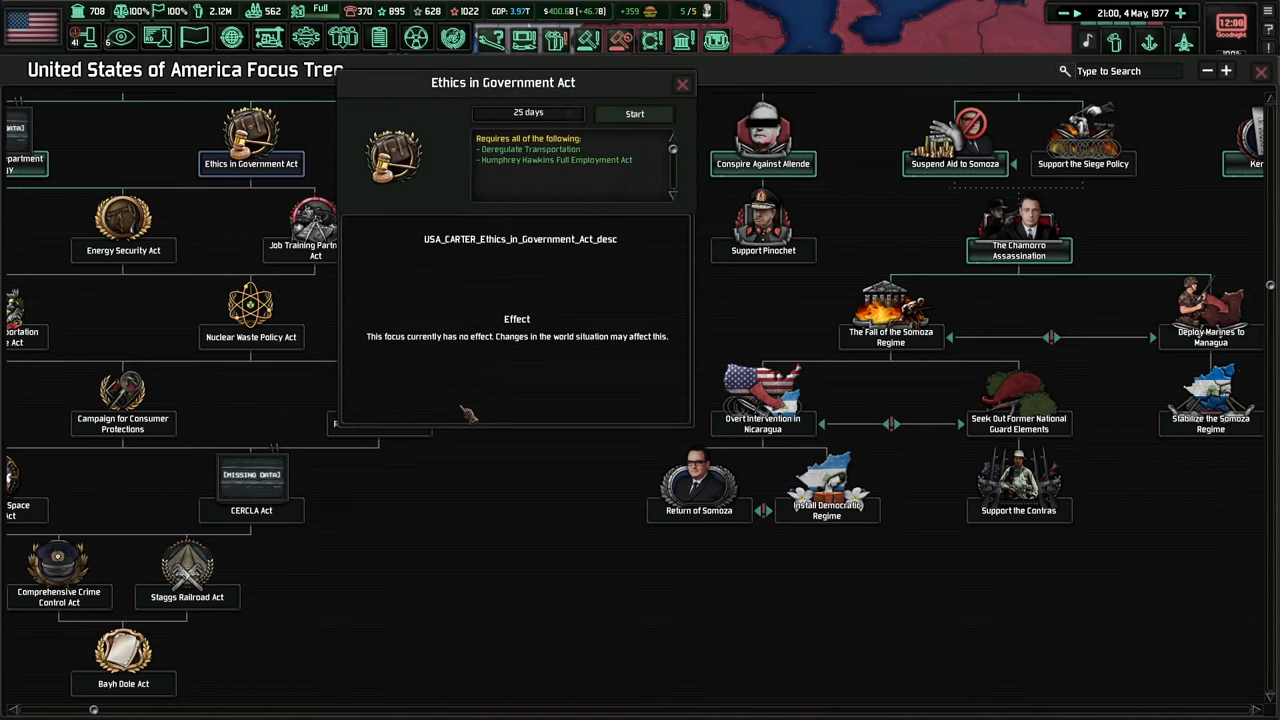 708
100%
100%
2.12M
562
Full
370
895
628
1022
GDP: 3.97T
$400.6B (+46.7B)
+359
5/5
21:00, 4 May, 1977
12:00
Goodnight
100%
41
6
United States of America Focus Tree
Type to Search
Ethics in Government Act
25 days
Start
Requires all of the following:
- Deregulate Transportation
- Humphrey Hawkins Full Employment Act
USA_CARTER_Ethics_in_Government_Act_desc
Effect
This focus currently has no effect. Changes in the world situation may affect this.
Ethics in Government Act
Energy Security Act
Job Training Partn
Act
Nuclear Waste Policy Act
Campaign for Consumer
Protections
[MISSING DATA]
CERCLA Act
Space
Act
Comprehensive Crime
Control Act
Staggs Railroad Act
Bayh Dole Act
Conspire Against Allende
Support Pinochet
Suspend Aid to Somoza
Support the Siege Policy
Ker
The Chamorro
Assassination
The Fall of the Somoza
Regime
Deploy Marines to
Managua
Overt Intervention in
Nicaragua
Seek Out Former National
Guard Elements
Stabilize the Somoza
Regime
Return of Somoza
Install Democratic
Regime
Support the Contras